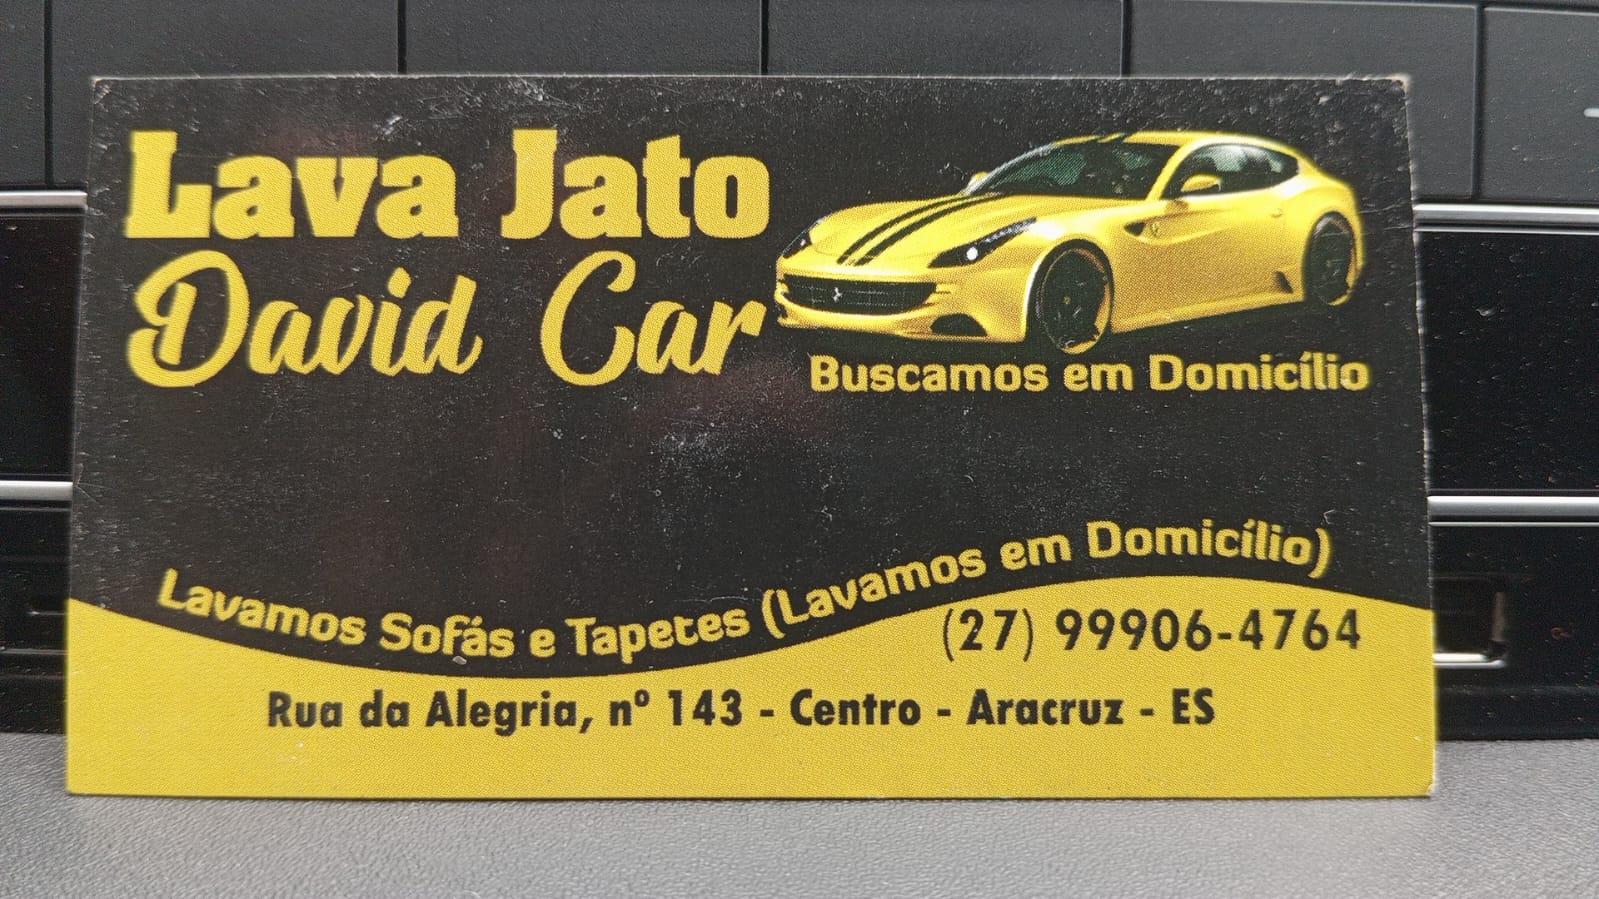 Lava Jato
David Car
Buscamos em Domicílio
Lavamos Sofás e Tapetes (Lavamos em Domicílio)
(27) 99906-4764
Rua da Alegria, nº 143 - Centro - Aracruz - ES